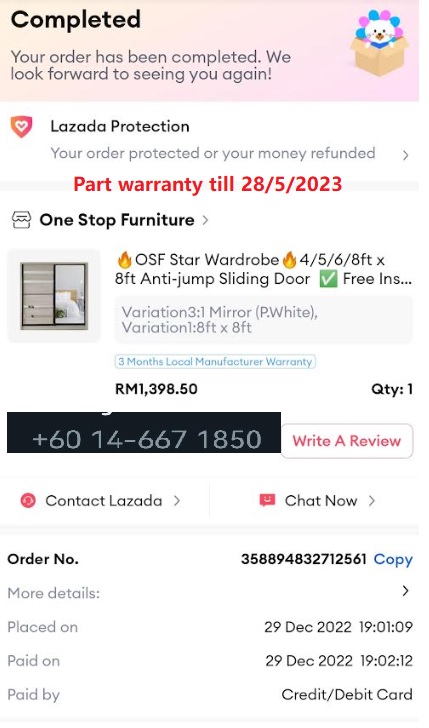 Completed
Your order has been completed. We
look forward to seeing you again!
Lazada Protection
Your order protected or your money refunded
Part warranty till 28/5/2023
One Stop Furniture
🔥OSF Star Wardrobe🔥4/5/6/8ft x
8ft Anti-jump Sliding Door ✅ Free Ins...
Variation3:1 Mirror (P.White),
Variation1:8ft x 8ft
3 Months Local Manufacturer Warranty
RM1,398.50 Qty: 1
+60 14-667 1850 Write A Review
Contact Lazada Chat Now
Order No. 358894832712561 Copy
More details:
Placed on 29 Dec 2022 19:01:09
Paid on 29 Dec 2022 19:02:12
Paid by Credit/Debit Card